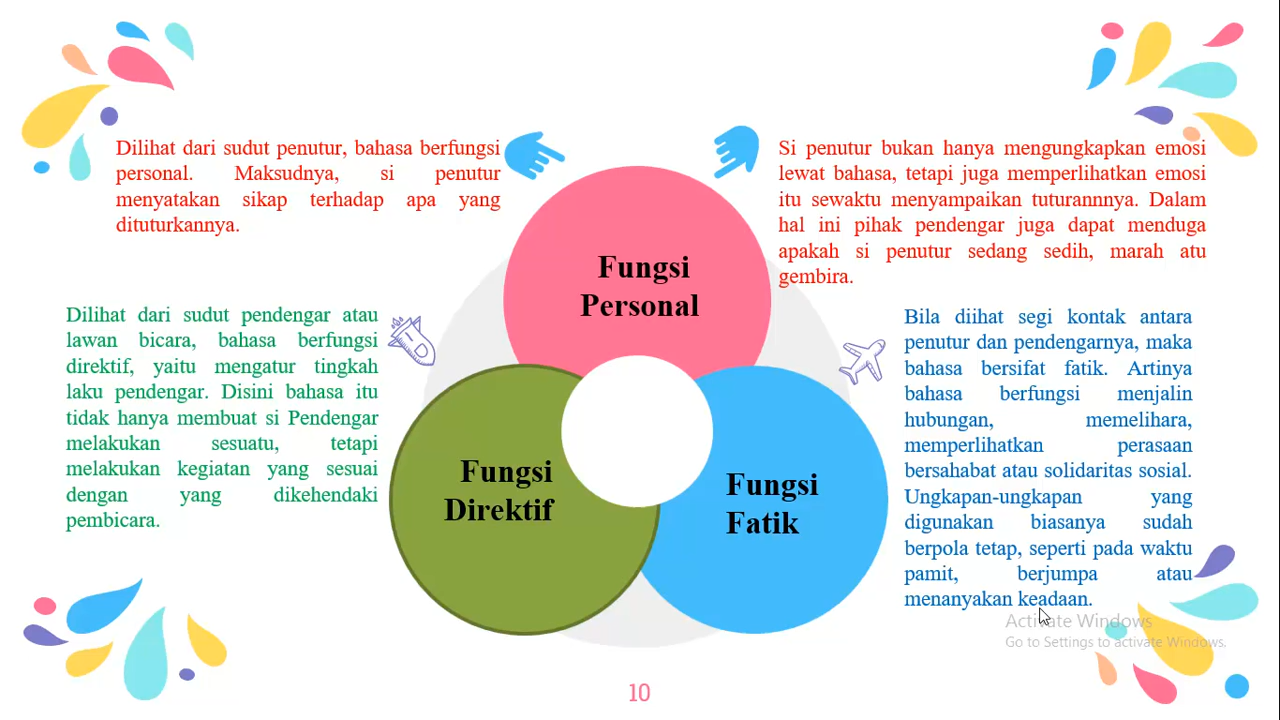 Dilihat dari sudut penutur, bahasa berfungsi
personal. Maksudnya, si penutur
menyatakan sikap terhadap apa yang
dituturkannya.
Si penutur bukan hanya mengungkapkan emosi
lewat bahasa, tetapi juga memperlihatkan emosi
itu sewaktu menyampaikan tuturannnya. Dalam
hal ini pihak pendengar juga dapat menduga
apakah si penutur sedang sedih, marah atu
gembira.
Fungsi
Personal
Dilihat dari sudut pendengar atau
lawan bicara, bahasa berfungsi
direktif, yaitu mengatur tingkah
laku pendengar. Disini bahasa itu
tidak hanya membuat si Pendengar
melakukan sesuatu, tetapi
melakukan kegiatan yang sesuai
dengan yang dikehendaki
pembicara.
Fungsi
Direktif
Fungsi
Fatik
Bila diihat segi kontak antara
penutur dan pendengarnya, maka
bahasa bersifat fatik. Artinya
bahasa berfungsi menjalin
hubungan, memelihara,
memperlihatkan perasaan
bersahabat atau solidaritas sosial.
Ungkapan-ungkapan yang
digunakan biasanya sudah
berpola tetap, seperti pada waktu
pamit, berjumpa atau
menanyakan keadaan.
Activate Windows
Go to Settings to activate Windows.
10